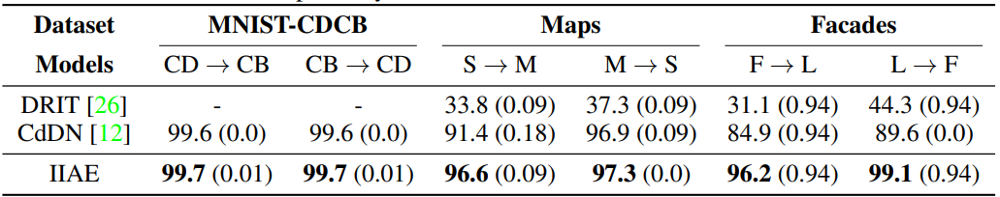 Dataset MNIST-CDCB Maps Facades
Models CD → CB CB → CD S → M M → S F → L L → F
DRIT [26] - - 33.8 (0.09) 37.3 (0.09) 31.1 (0.94) 44.3 (0.94)
CdDN [12] 99.6 (0.0) 99.6 (0.0) 91.4 (0.18) 96.9 (0.09) 84.9 (0.94) 89.6 (0.0)
IIAE 99.7 (0.01) 99.7 (0.01) 96.6 (0.09) 97.3 (0.0) 96.2 (0.94) 99.1 (0.94)